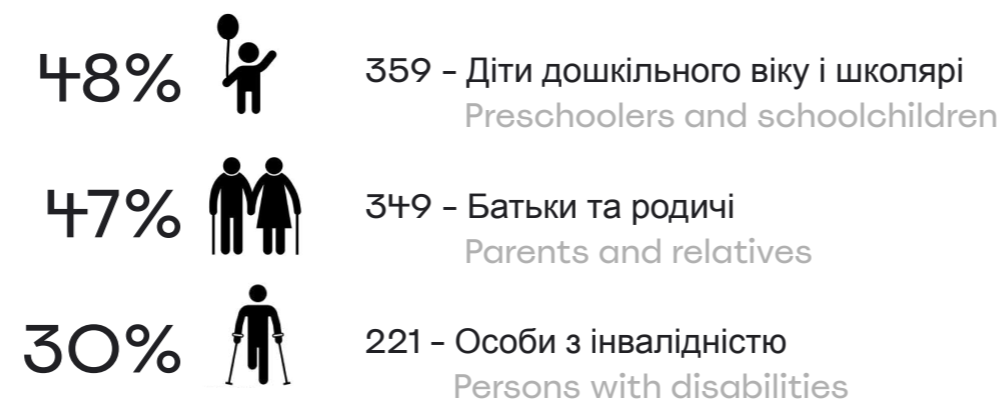 48%
359 – Діти дошкільного віку і школярі
Preschoolers and schoolchildren
47%
349 – Батьки та родичі
Parents and relatives
30%
221 – Особи з інвалідністю
Persons with disabilities